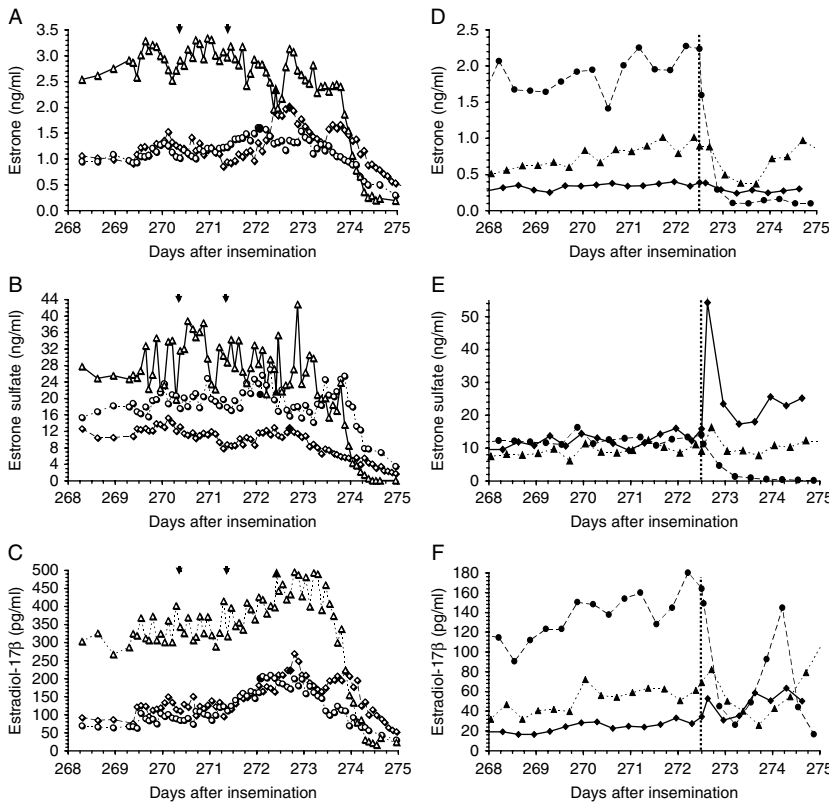 A
Estrone (ng/ml)
3.5
3.0
2.5
2.0
1.5
1.0
0.5
0.0
268 269 270 271 272 273 274 275
Days after insemination
B
Estrone sulfate (ng/ml)
44
40
36
32
28
24
20
16
12
8
4
0
268 269 270 271 272 273 274 275
Days after insemination
C
Estradiol-17β (pg/ml)
500
450
400
350
300
250
200
150
100
50
0
268 269 270 271 272 273 274 275
Days after insemination
D
Estrone (ng/ml)
2.5
2.0
1.5
1.0
0.5
0.0
268 269 270 271 272 273 274 275
Days after insemination
E
Estrone sulfate (ng/ml)
50
40
30
20
10
0
268 269 270 271 272 273 274 275
Days after insemination
F
Estradiol-17β (pg/ml)
180
160
140
120
100
80
60
40
20
0
268 269 270 271 272 273 274 275
Days after insemination